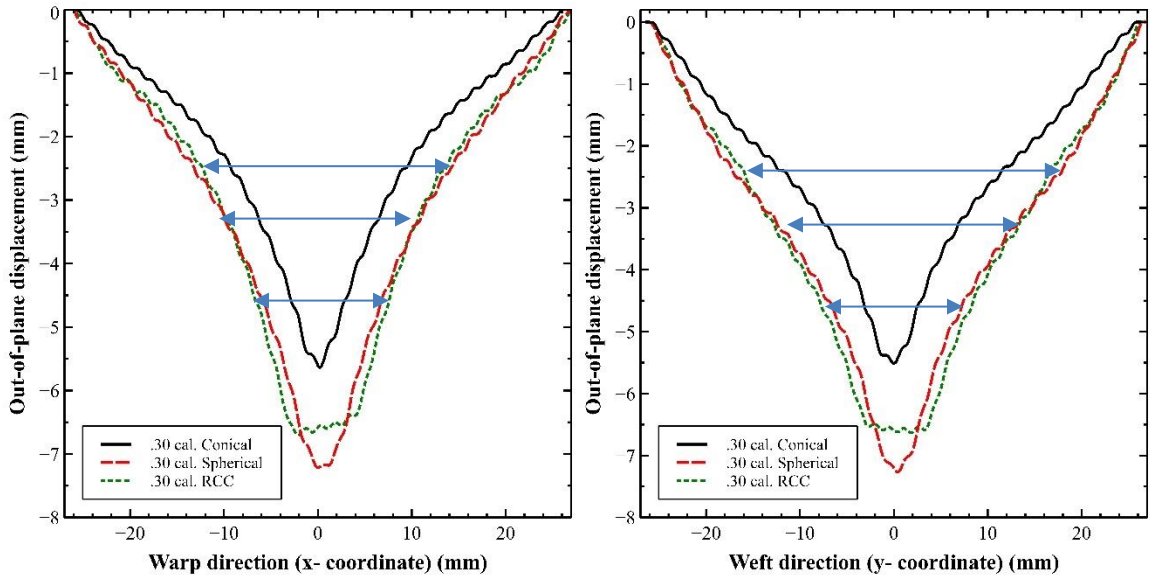 0
−1
−2
−3
−4
−5
−6
−7
−8
Out-of-plane displacement (mm)
.30 cal. Conical
.30 cal. Spherical
.30 cal. RCC
−20 −10 0 10 20
Warp direction (x- coordinate) (mm)
0
−1
−2
−3
−4
−5
−6
−7
−8
Out-of-plane displacement (mm)
.30 cal. Conical
.30 cal. Spherical
.30 cal. RCC
−20 −10 0 10 20
Weft direction (y- coordinate) (mm)